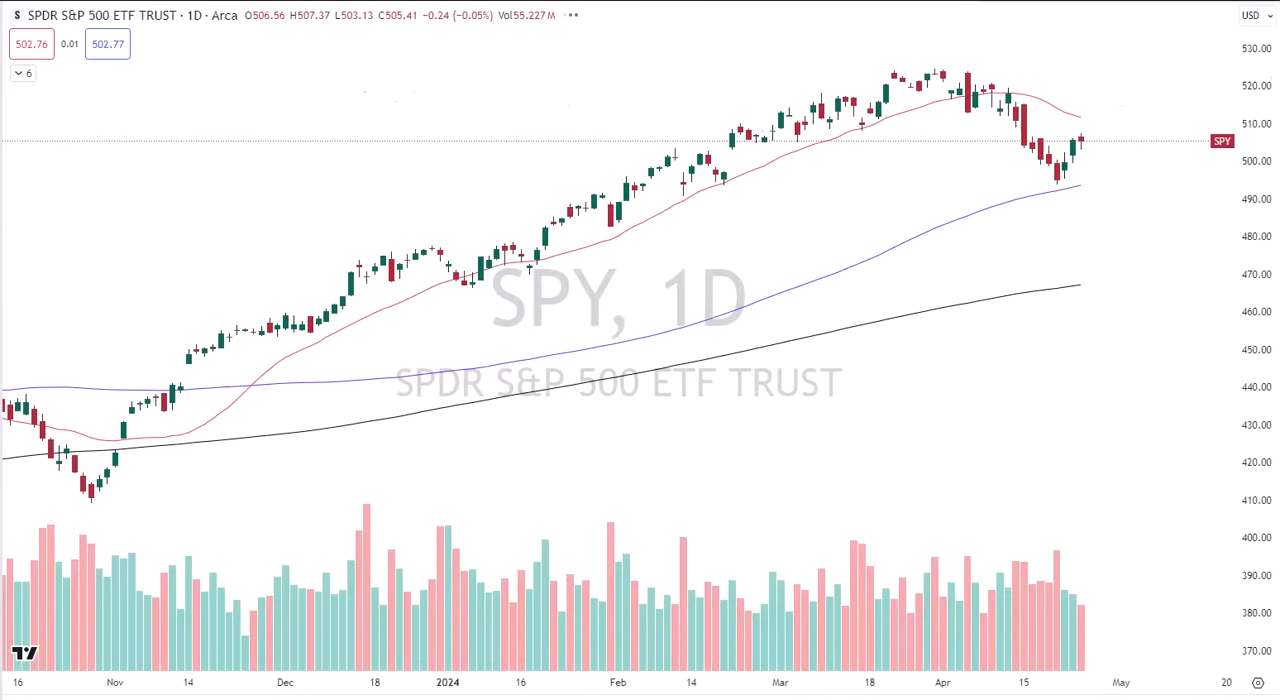 S SPDR S&P 500 ETF TRUST · 1D · Arca O506.56 H507.37 L503.13 C505.41 −0.24 (−0.05%) Vol55.227M
USD
502.76 0.01 502.77
6
530.00
520.00
510.00
SPY
500.00
490.00
480.00
470.00
SPY, 1D
460.00
450.00
SPDR S&P 500 ETF TRUST
440.00
430.00
420.00
410.00
400.00
390.00
380.00
370.00
16 Nov 14 Dec 18 2024 16 Feb 14 Mar 18 Apr 15 May 20